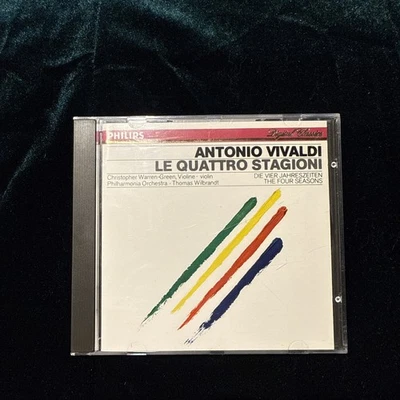 PHILIPS Digital Classics
ANTONIO VIVALDI
LE QUATTRO STAGIONI
Christopher Warren-Green, Violine - violin
Philharmonia Orchestra - Thomas Wilbrandt
DIE VIER JAHRESZEITEN
THE FOUR SEASONS